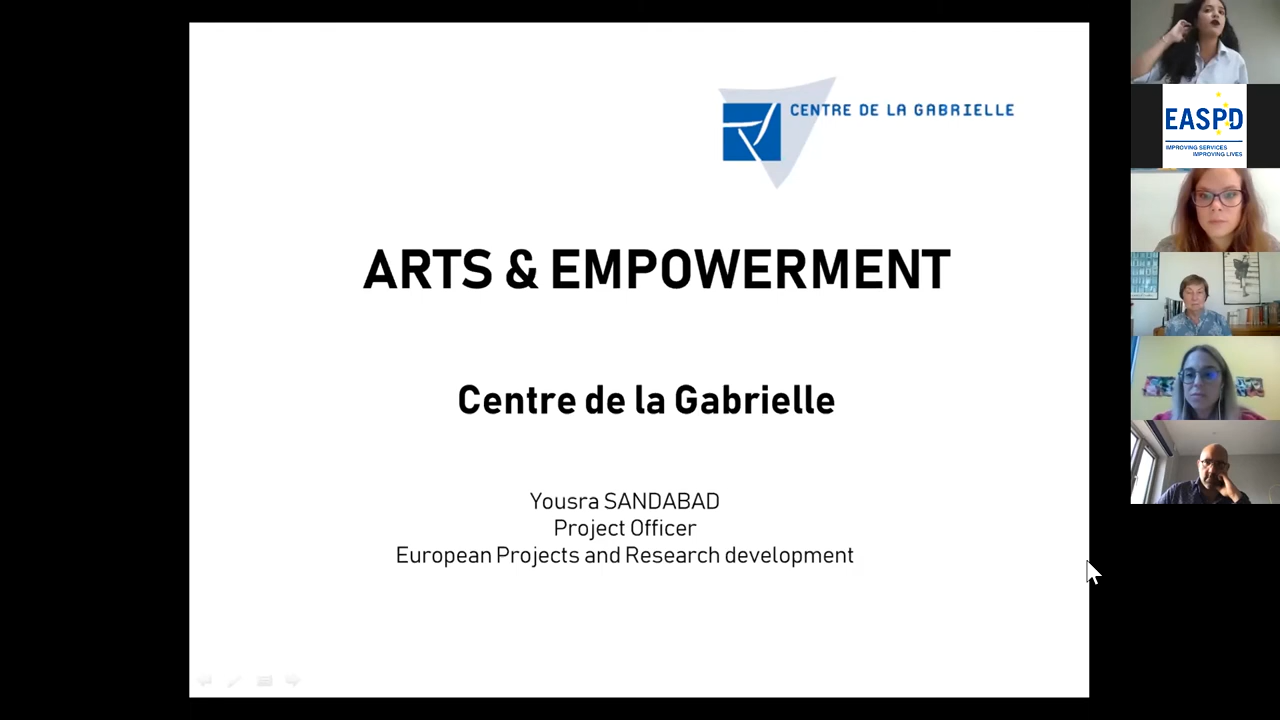 CENTRE DE LA GABRIELLE
ARTS & EMPOWERMENT
Centre de la Gabrielle
Yousra SANDABAD
Project Officer
European Projects and Research development
EASPD
IMPROVING SERVICES
IMPROVING LIVES